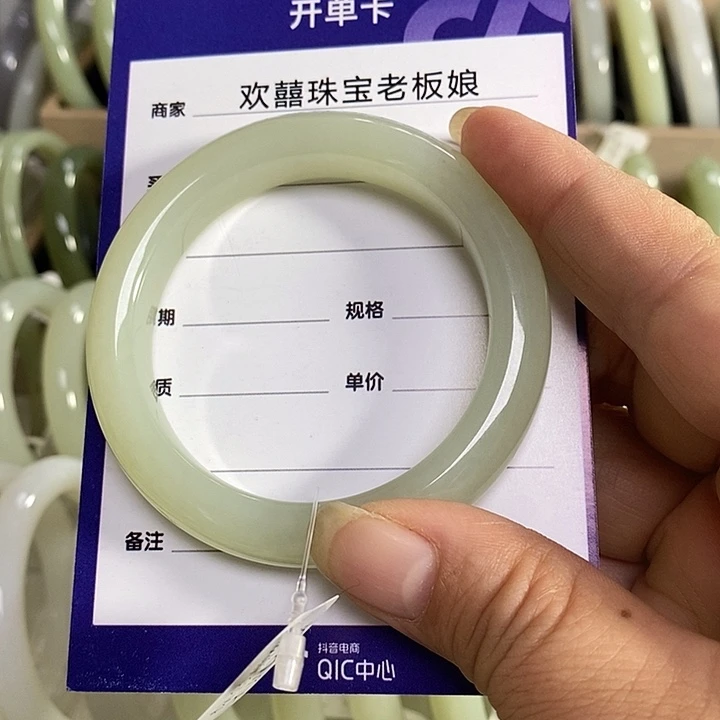 开单卡
商家 欢囍珠宝老板娘
期 规格
质 单价
备注
抖音电商
QIC中心